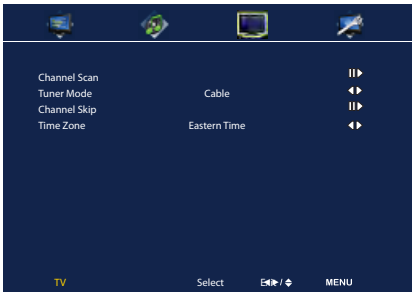 Channel Scan
Tuner Mode Cable
Channel Skip
Time Zone Eastern Time
TV Select MENU